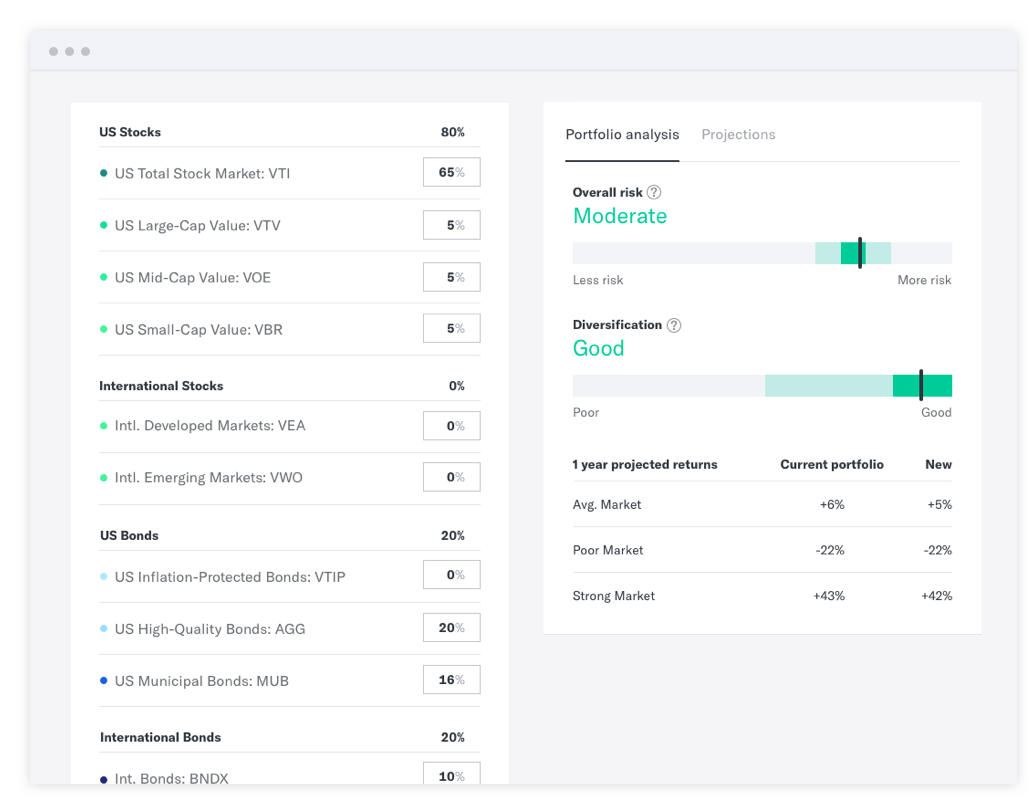 US Stocks 80%
US Total Stock Market: VTI 65%
US Large-Cap Value: VTV 5%
US Mid-Cap Value: VOE 5%
US Small-Cap Value: VBR 5%
International Stocks 0%
Intl. Developed Markets: VEA 0%
Intl. Emerging Markets: VWO 0%
US Bonds 20%
US Inflation-Protected Bonds: VTIP 0%
US High-Quality Bonds: AGG 20%
US Municipal Bonds: MUB 16%
International Bonds 20%
Int. Bonds: BNDX 10%
Portfolio analysis Projections
Overall risk ?
Moderate
Less risk More risk
Diversification ?
Good
Poor Good
1 year projected returns Current portfolio New
Avg. Market +6% +5%
Poor Market -22% -22%
Strong Market +43% +42%